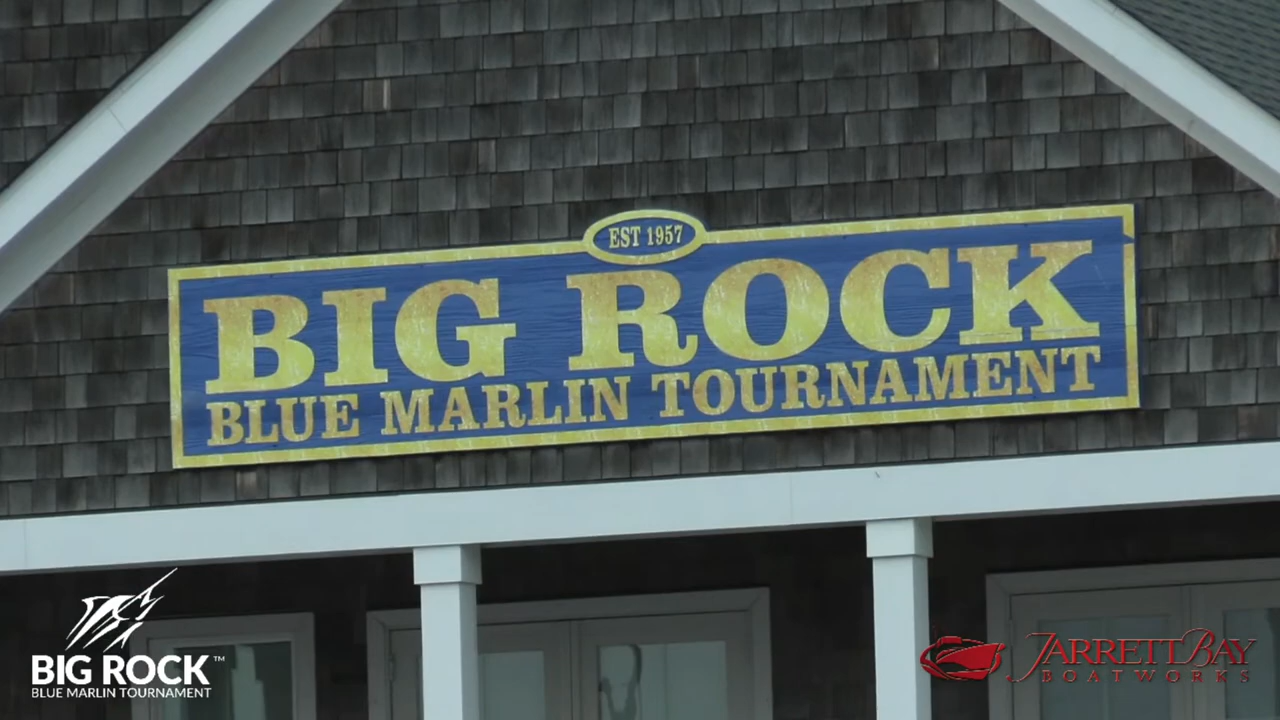 EST 1957
BIG ROCK
BLUE MARLIN TOURNAMENT
BIG ROCK™
BLUE MARLIN TOURNAMENT
JARRETT BAY
BOATWORKS